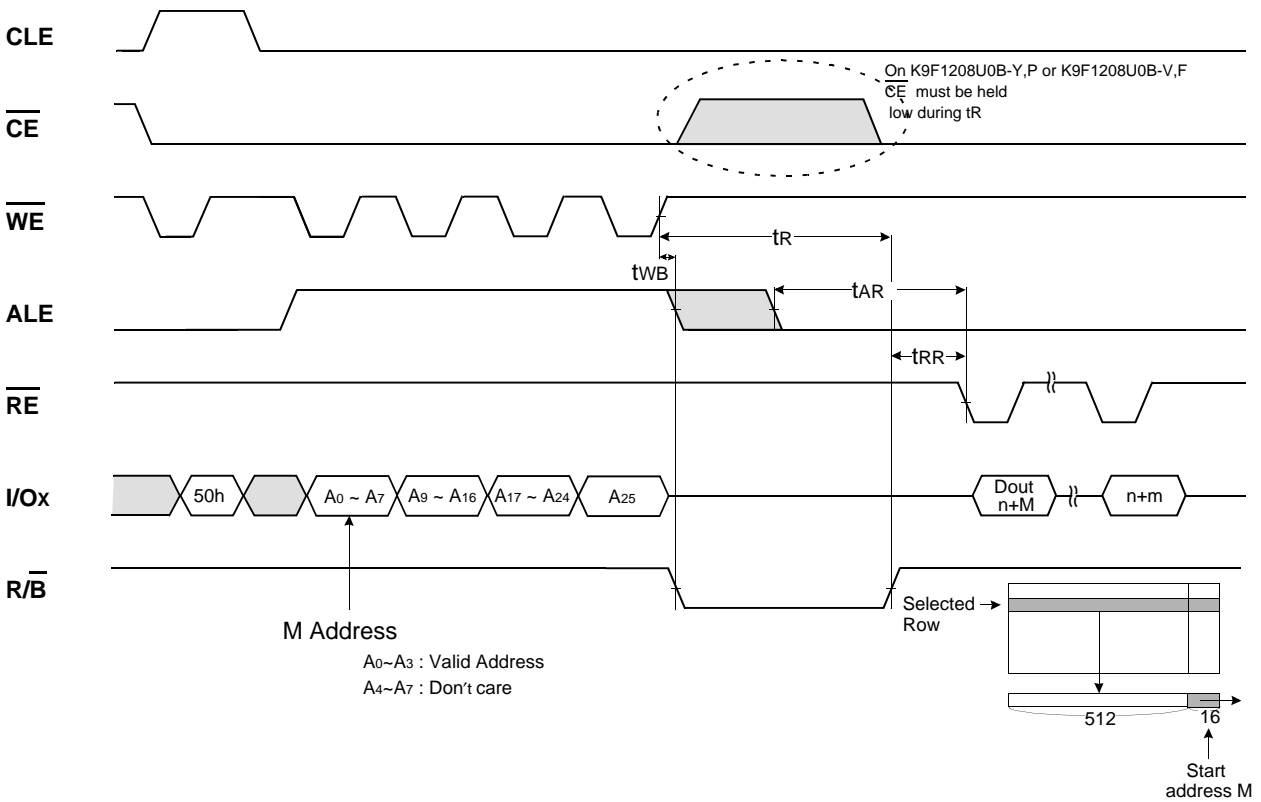 CLE
On K9F1208U0B-Y,P or K9F1208U0B-V,F
CE must be held
low during tR
CE
WE
tR
tWB
tAR
ALE
tRR
RE
I/Ox
50h
A0 ~ A7
A9 ~ A16
A17 ~ A24
A25
Dout
n+M
n+m
R/B
M Address
A0~A3 : Valid Address
A4~A7 : Don't care
Selected
Row
512
16
Start
address M